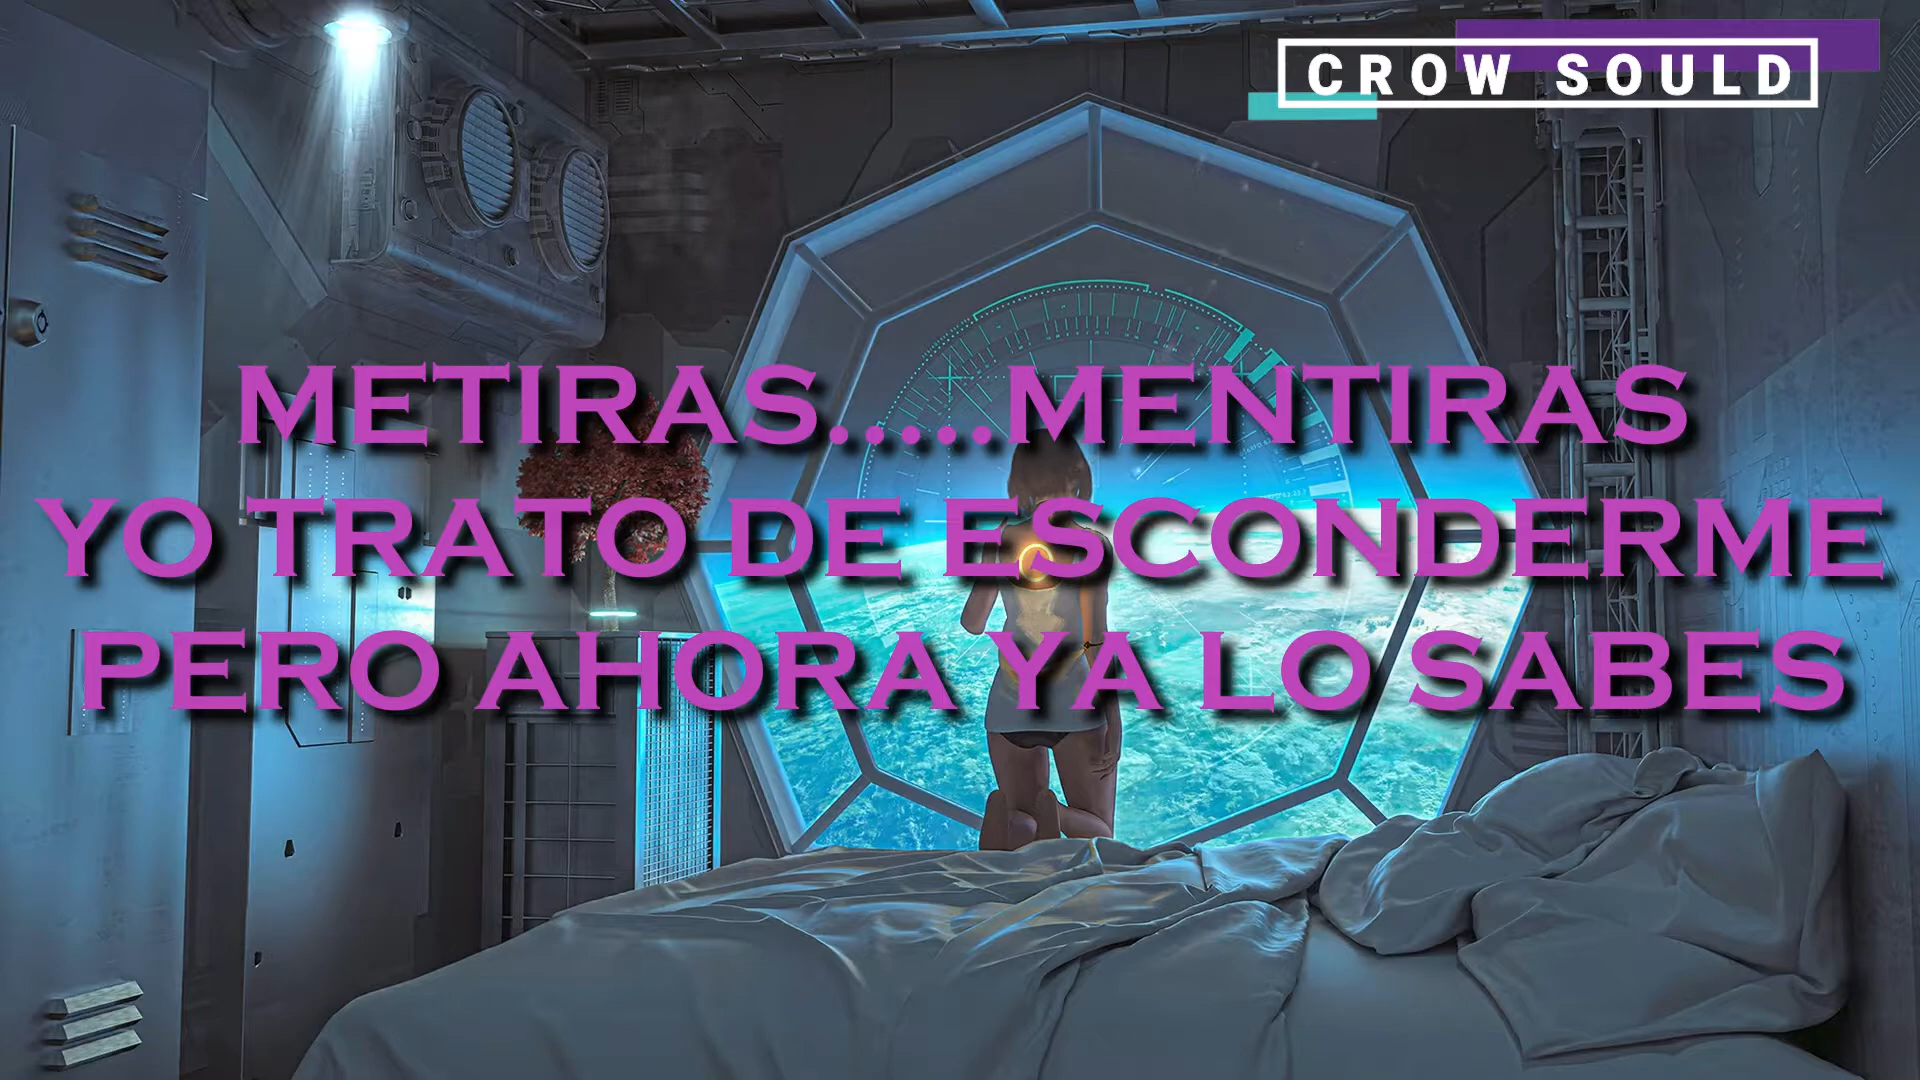 CROW SOULD
METIRAS.....MENTIRAS
YO TRATO DE ESCONDERME
PERO AHORA YA LO SABES